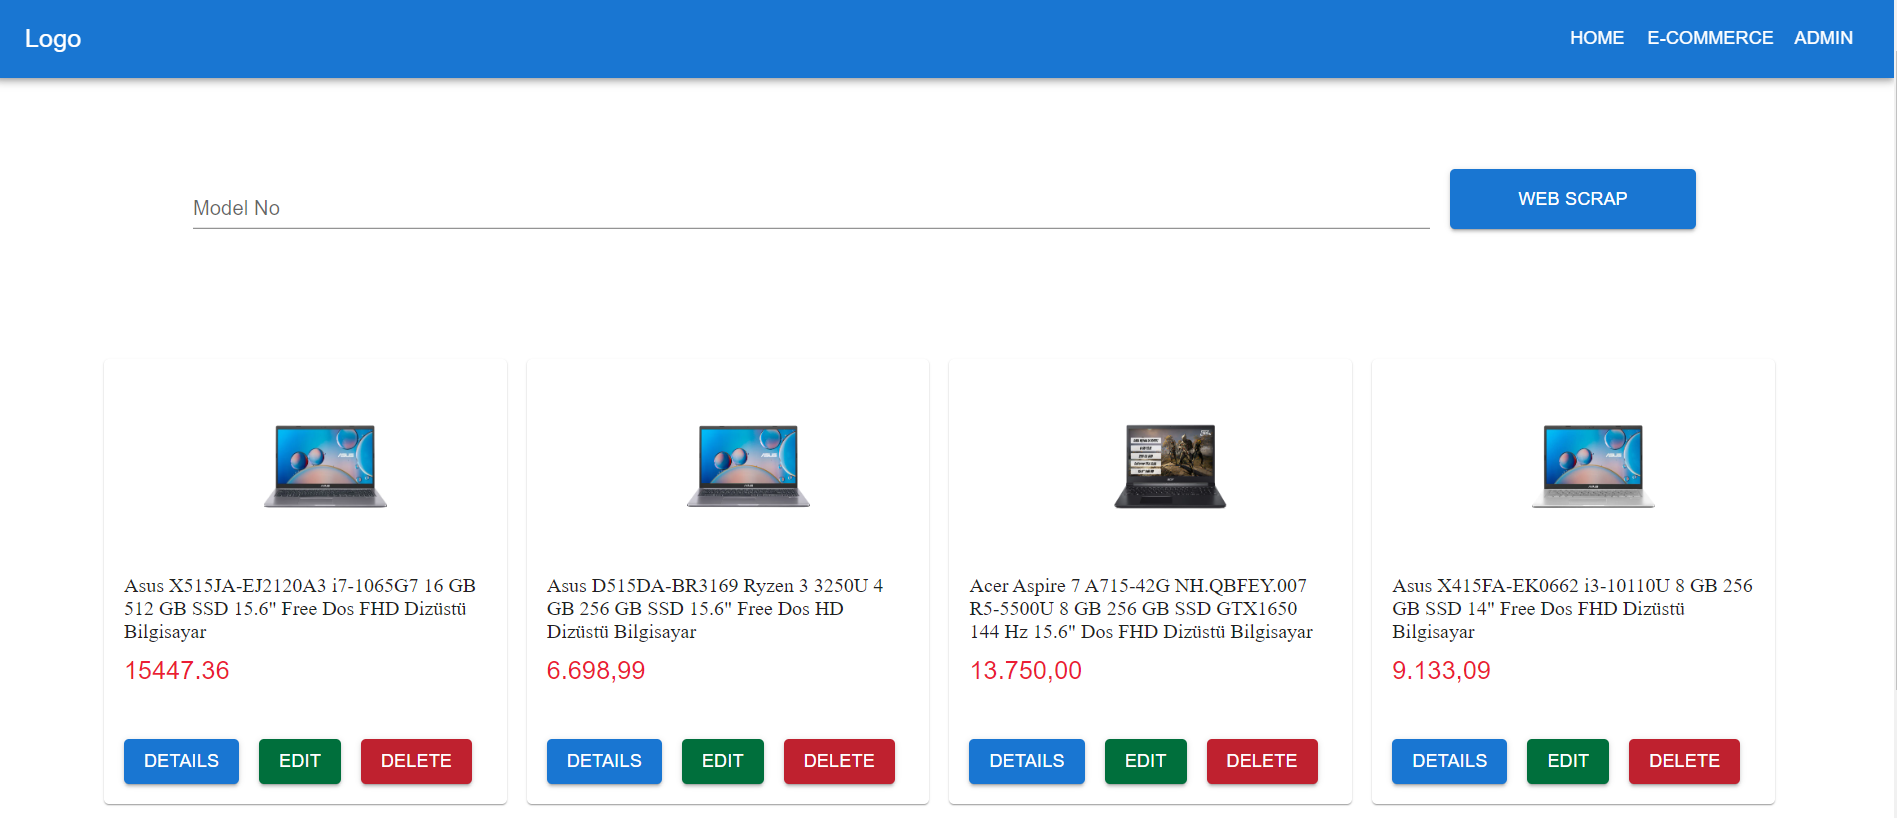 Logo
HOME E-COMMERCE ADMIN
Model No
WEB SCRAP
Asus X515JA-EJ2120A3 i7-1065G7 16 GB
512 GB SSD 15.6" Free Dos FHD Dizüstü
Bilgisayar
15447.36
DETAILS EDIT DELETE
Asus D515DA-BR3169 Ryzen 3 3250U 4
GB 256 GB SSD 15.6" Free Dos HD
Dizüstü Bilgisayar
6.698,99
DETAILS EDIT DELETE
Acer Aspire 7 A715-42G NH.QBFEY.007
R5-5500U 8 GB 256 GB SSD GTX1650
144 Hz 15.6" Dos FHD Dizüstü Bilgisayar
13.750,00
DETAILS EDIT DELETE
Asus X415FA-EK0662 i3-10110U 8 GB 256
GB SSD 14" Free Dos FHD Dizüstü
Bilgisayar
9.133,09
DETAILS EDIT DELETE